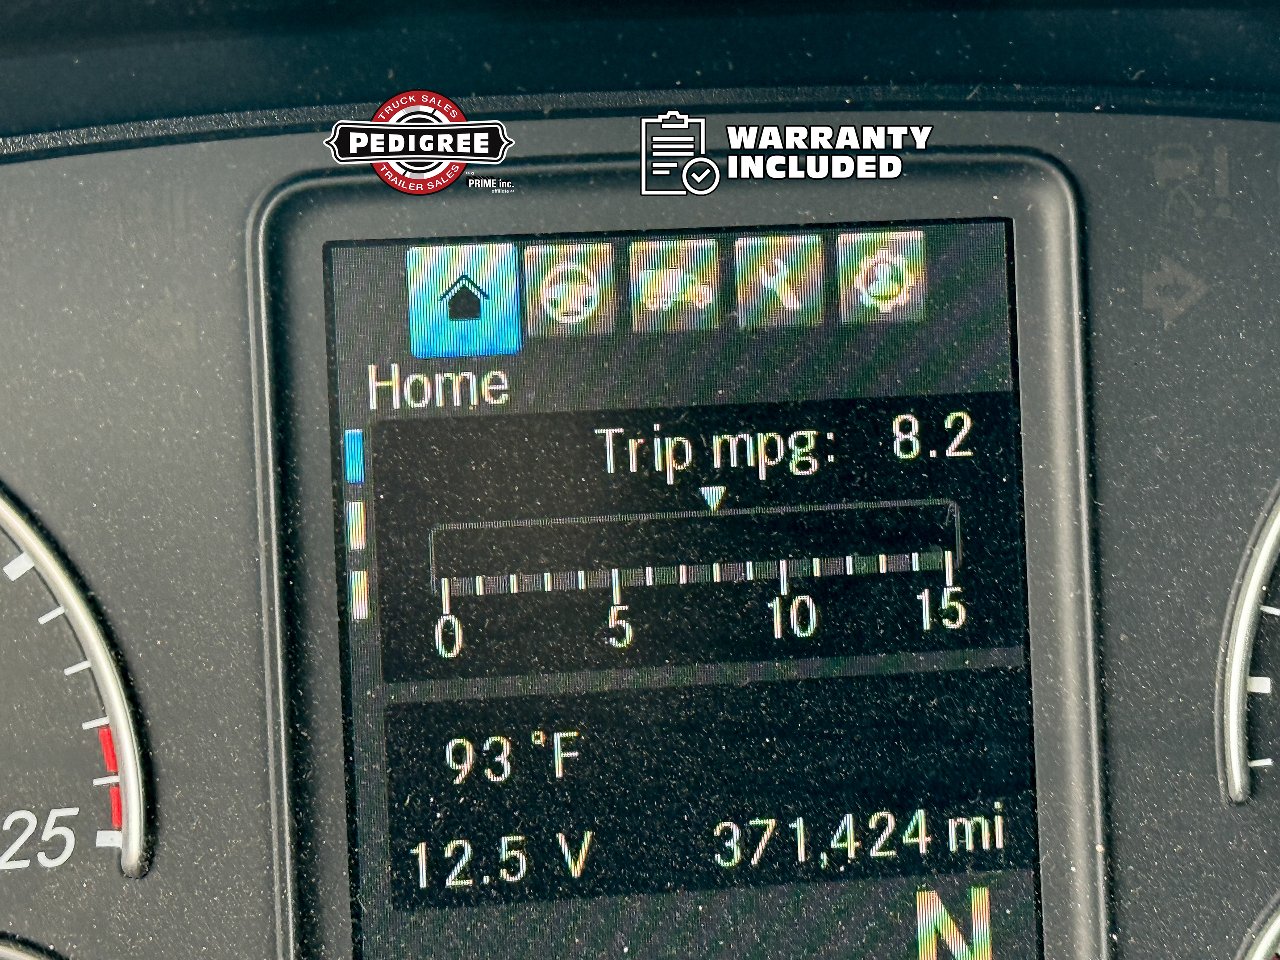 TRUCK SALES
PEDIGREE
TRAILER SALES
PRIME inc.
WARRANTY
INCLUDED
Home
Trip mpg: 8.2
0 5 10 15
93 °F
12.5 V 371,424 mi
25
N